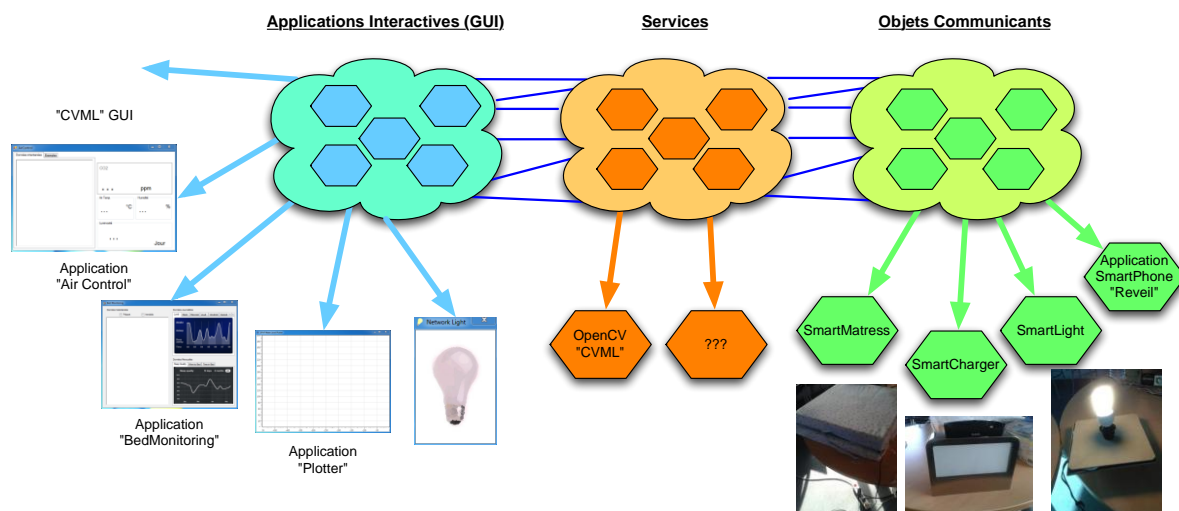 Applications Interactives (GUI)
Services
Objets Communicants
"CVML" GUI
ppm
°C
%
Application
"Air Control"
Application
"BedMonitoring"
Application
"Plotter"
Network Light
OpenCV
"CVML"
???
SmartMatress
SmartCharger
SmartLight
Application
SmartPhone
"Reveil"